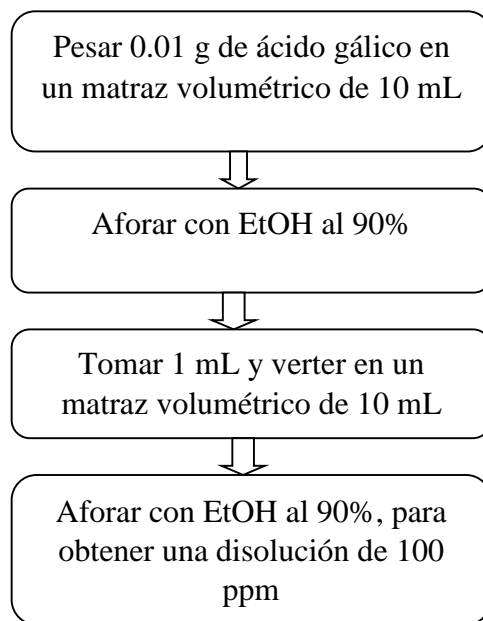 Pesar 0.01 g de ácido gálico en
un matraz volumétrico de 10 mL
Aforar con EtOH al 90%
Tomar 1 mL y verter en un
matraz volumétrico de 10 mL
Aforar con EtOH al 90%, para
obtener una disolución de 100
ppm